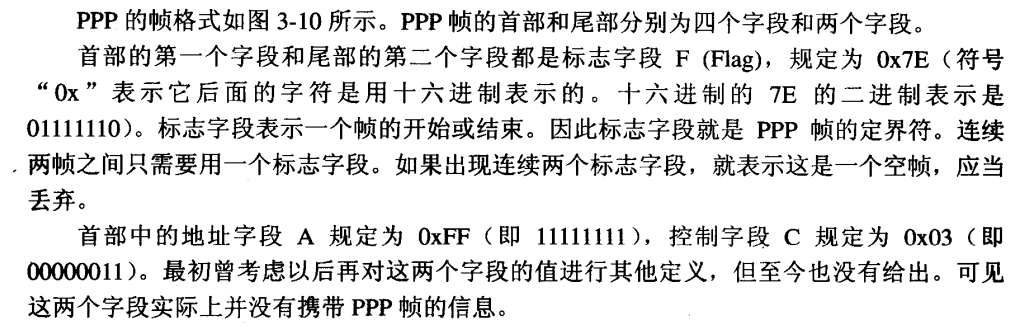 PPP 的帧格式如图 3-10 所示。PPP 帧的首部和尾部分别为四个字段和两个字段。
首部的第一个字段和尾部的第二个字段都是标志字段 F (Flag)，规定为 0x7E（符号
“0x”表示它后面的字符是用十六进制表示的。十六进制的 7E 的二进制表示是
01111110）。标志字段表示一个帧的开始或结束。因此标志字段就是 PPP 帧的定界符。连续
两帧之间只需要用一个标志字段。如果出现连续两个标志字段，就表示这是一个空帧，应当
丢弃。
首部中的地址字段 A 规定为 0xFF（即 11111111），控制字段 C 规定为 0x03（即
00000011）。最初曾考虑以后再对这两个字段的值进行其他定义，但至今也没有给出。可见
这两个字段实际上并没有携带 PPP 帧的信息。